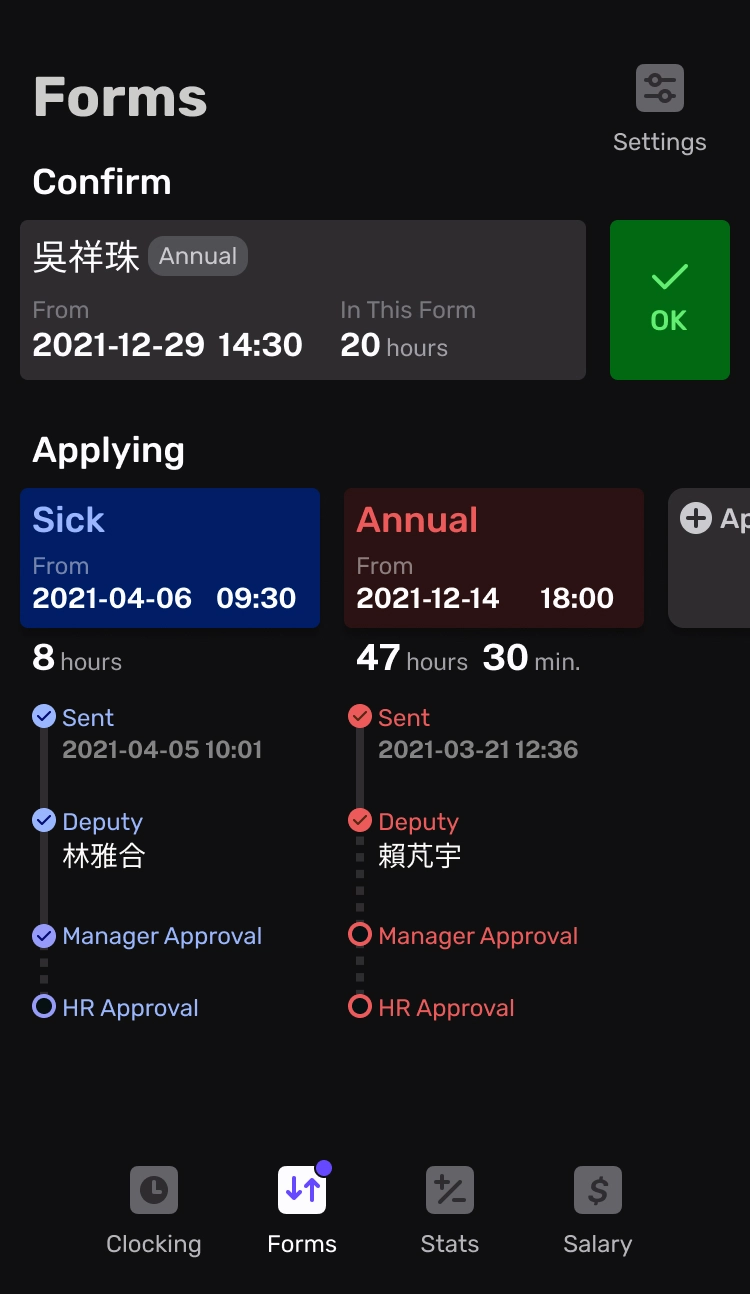 Forms
Settings
Confirm
吳祥珠 Annual
From In This Form
2021-12-29 14:30 20 hours
OK
Applying
Sick
From
2021-04-06 09:30
8 hours
Sent
2021-04-05 10:01
Deputy
林雅合
Manager Approval
HR Approval
Annual
From
2021-12-14 18:00
47 hours 30 min.
Sent
2021-03-21 12:36
Deputy
賴芃宇
Manager Approval
HR Approval
Ap
Clocking
Forms
Stats
Salary